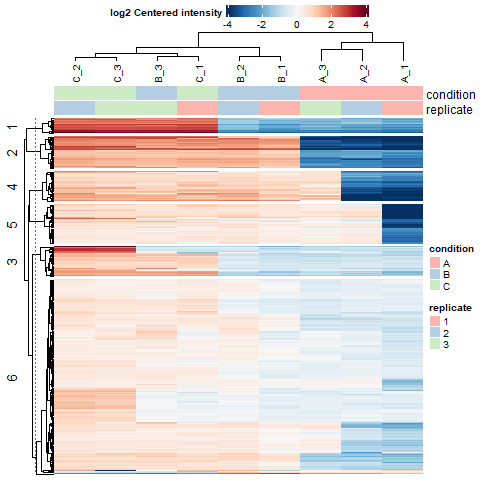 log2 Centered intensity
-4 -2 0 2 4
C_2 C_3 B_3 C_1 B_2 B_1 A_3 A_2 A_1
condition
replicate
1
2
4
5
3
6
condition
A
B
C
replicate
1
2
3